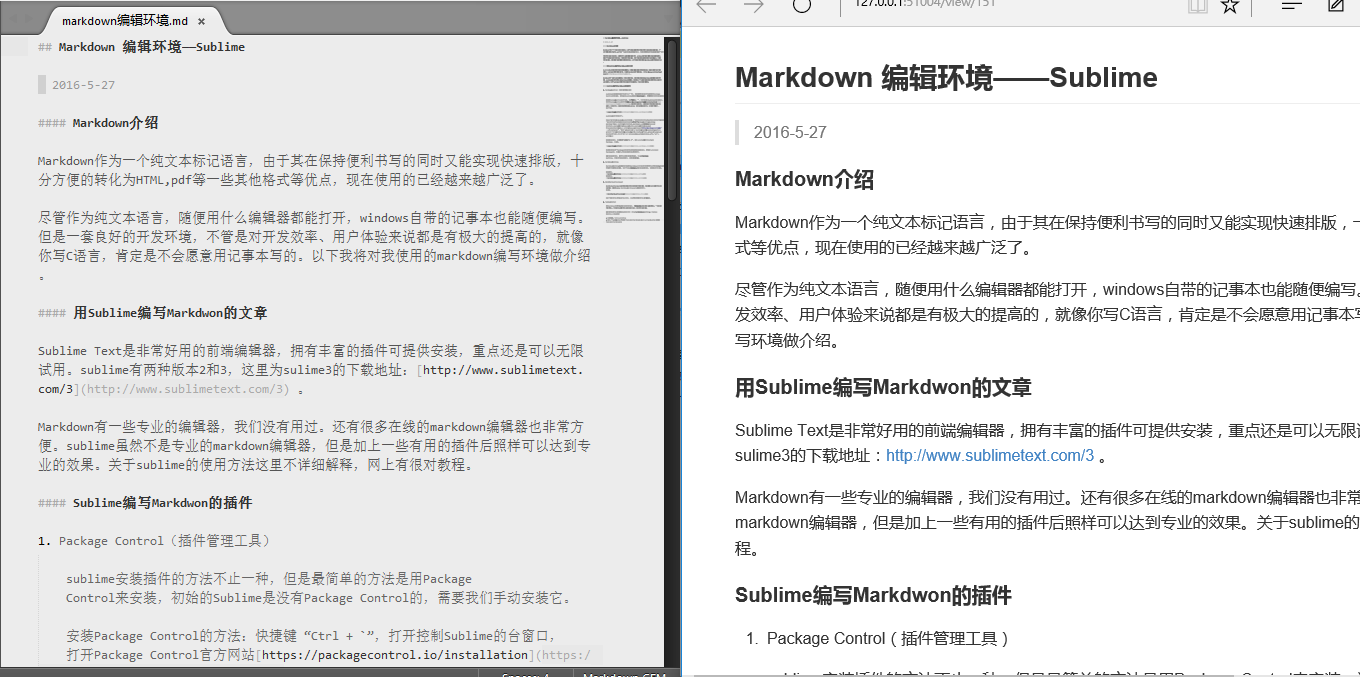 markdown编辑环境.md ×
## Markdown 编辑环境——Sublime
2016-5-27
#### Markdown介绍
Markdown作为一个纯文本标记语言，由于其在保持便利书写的同时又能实现快速排版，十
分方便的转化为HTML,pdf等一些其他格式等优点，现在使用的已经越来越广泛了。
尽管作为纯文本语言，随便用什么编辑器都能打开，windows自带的记事本也能随便编写。
但是一套良好的开发环境，不管是对开发效率、用户体验来说都是有极大的提高的，就像
你写C语言，肯定是不会愿意用记事本写的。以下我将对我使用的markdown编写环境做介绍
。
#### 用Sublime编写Markdwon的文章
Sublime Text是非常好用的前端编辑器，拥有丰富的插件可提供安装，重点还是可以无限
试用。sublime有两种版本2和3，这里为sulime3的下载地址：[http://www.sublimetext.
com/3](http://www.sublimetext.com/3) 。
Markdown有一些专业的编辑器，我们没有用过。还有很多在线的markdown编辑器也非常方
便。sublime虽然不是专业的markdown编辑器，但是加上一些有用的插件后照样可以达到专
业的效果。关于sublime的使用方法这里不详细解释，网上有很对教程。
#### Sublime编写Markdwon的插件
1. Package Control（插件管理工具）
sublime安装插件的方法不止一种，但是最简单的方法是用Package
Control来安装，初始的Sublime是没有Package Control的，需要我们手动安装它。
安装Package Control的方法：快捷键 “Ctrl + `”，打开控制Sublime的台窗口，
打开Package Control官方网站[https://packagecontrol.io/installation](https:/
Spaces: 4 Markdown GFM
127.0.0.1:51004/view/151
Markdown 编辑环境——Sublime
2016-5-27
Markdown介绍
Markdown作为一个纯文本标记语言，由于其在保持便利书写的同时又能实现快速排版，
式等优点，现在使用的已经越来越广泛了。
尽管作为纯文本语言，随便用什么编辑器都能打开，windows自带的记事本也能随便编写。
发效率、用户体验来说都是有极大的提高的，就像你写C语言，肯定是不会愿意用记事本写
写环境做介绍。
用Sublime编写Markdwon的文章
Sublime Text是非常好用的前端编辑器，拥有丰富的插件可提供安装，重点还是可以无限
sulime3的下载地址：http://www.sublimetext.com/3 。
Markdown有一些专业的编辑器，我们没有用过。还有很多在线的markdown编辑器也非常
markdown编辑器，但是加上一些有用的插件后照样可以达到专业的效果。关于sublime的
程。
Sublime编写Markdwon的插件
1. Package Control（插件管理工具）